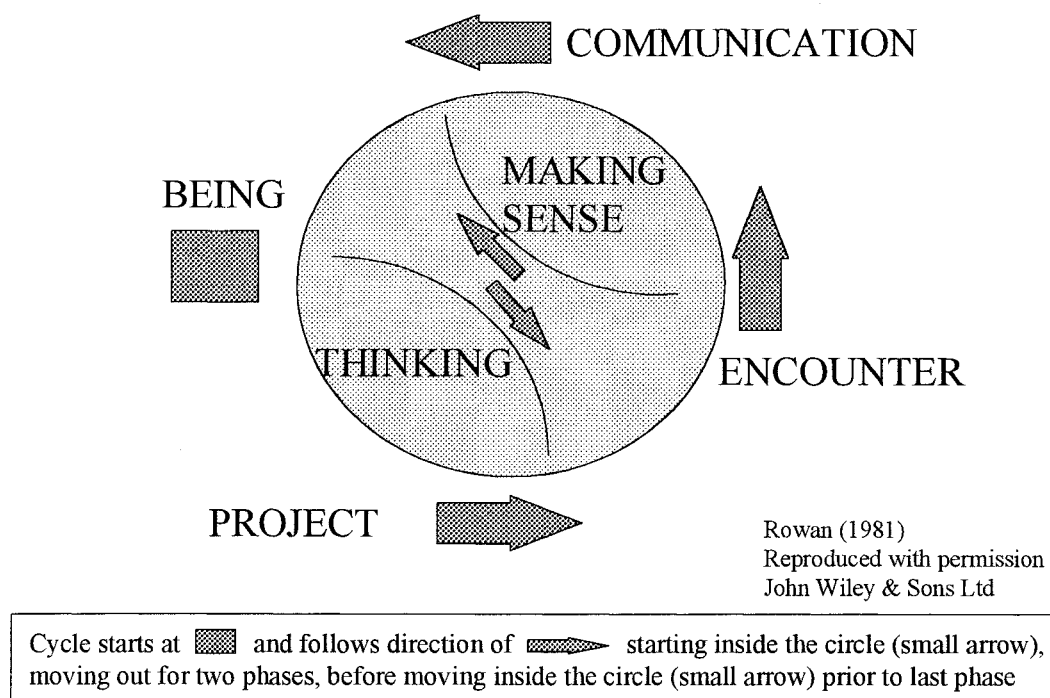 COMMUNICATION
MAKING
SENSE
BEING
THINKING
ENCOUNTER
PROJECT
Rowan (1981)
Reproduced with permission
John Wiley & Sons Ltd
Cycle starts at and follows direction of starting inside the circle (small arrow),
moving out for two phases, before moving inside the circle (small arrow) prior to last phase